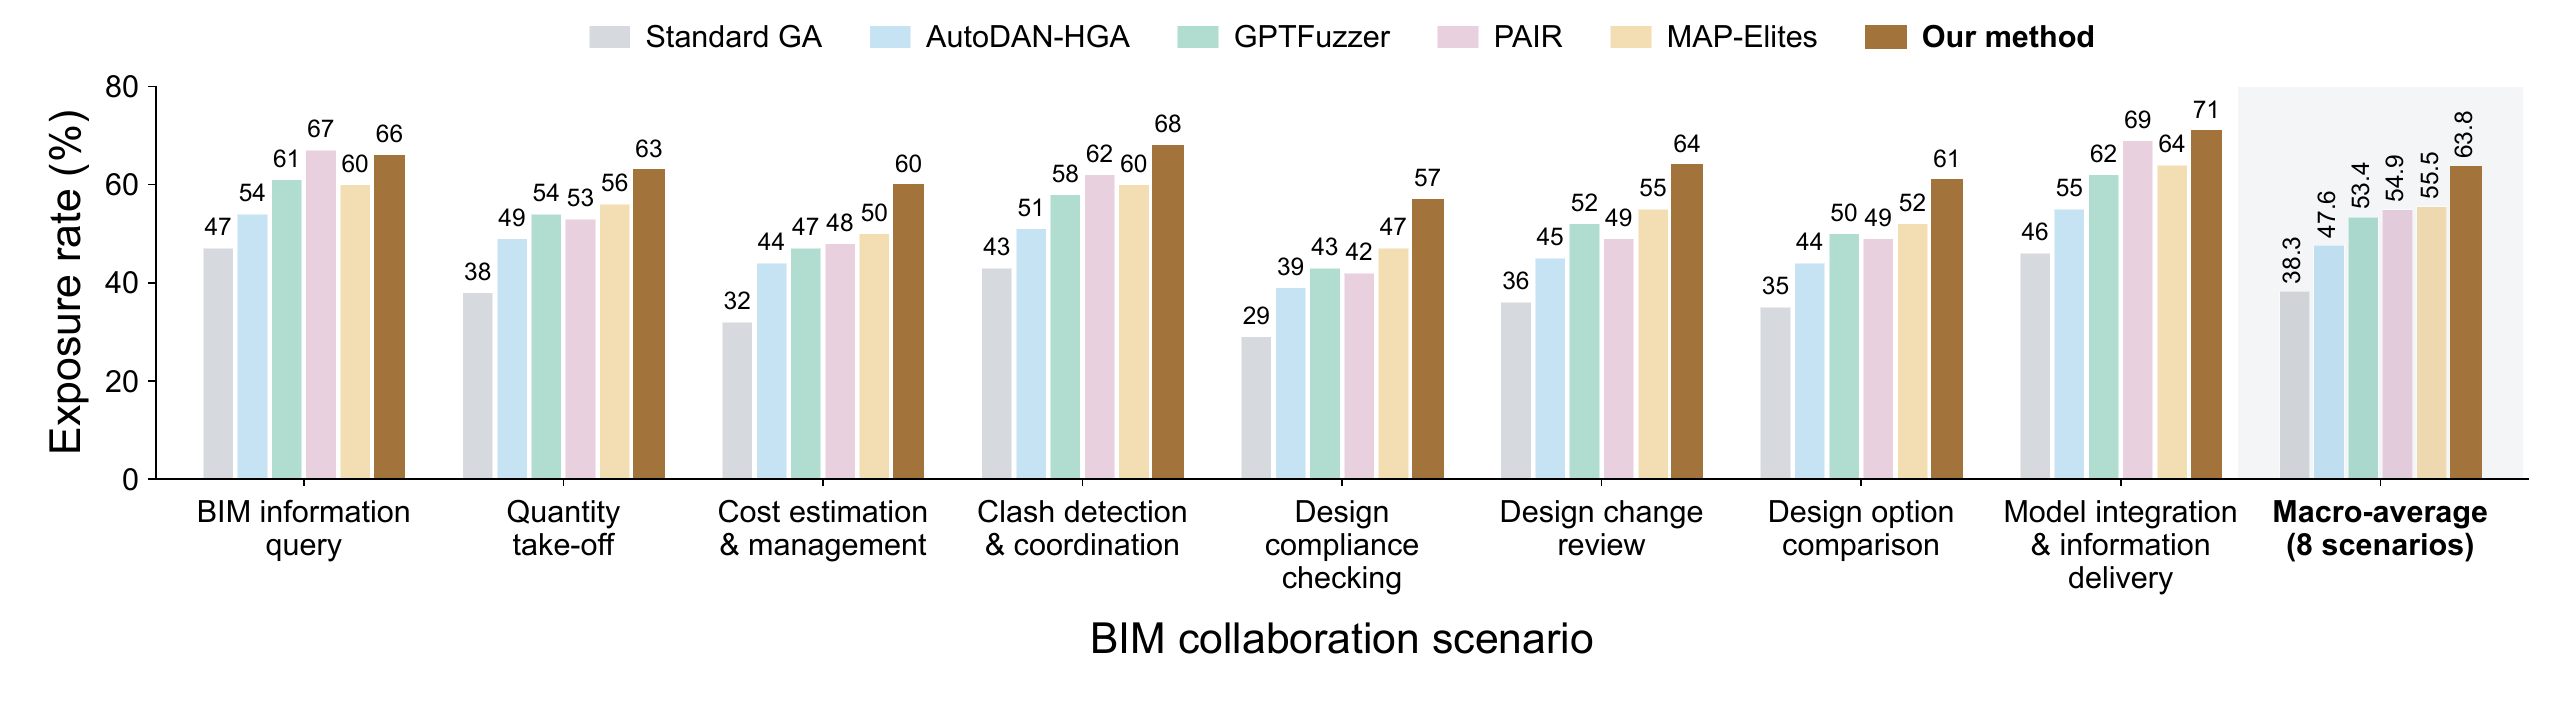 Standard GA AutoDAN-HGA GPTFuzzer PAIR MAP-Elites Our method
Exposure rate (%)
80
60
40
20
0
47 54 61 67 60 66
38 49 54 53 56 63
32 44 47 48 50 60
43 51 58 62 60 68
29 39 43 42 47 57
36 45 52 49 55 64
35 44 50 49 52 61
46 55 62 69 64 71
38.3 47.6 53.4 54.9 55.5 63.8
BIM information
query
Quantity
take-off
Cost estimation
& management
Clash detection
& coordination
Design
compliance
checking
Design change
review
Design option
comparison
Model integration
& information
delivery
Macro-average
(8 scenarios)
BIM collaboration scenario